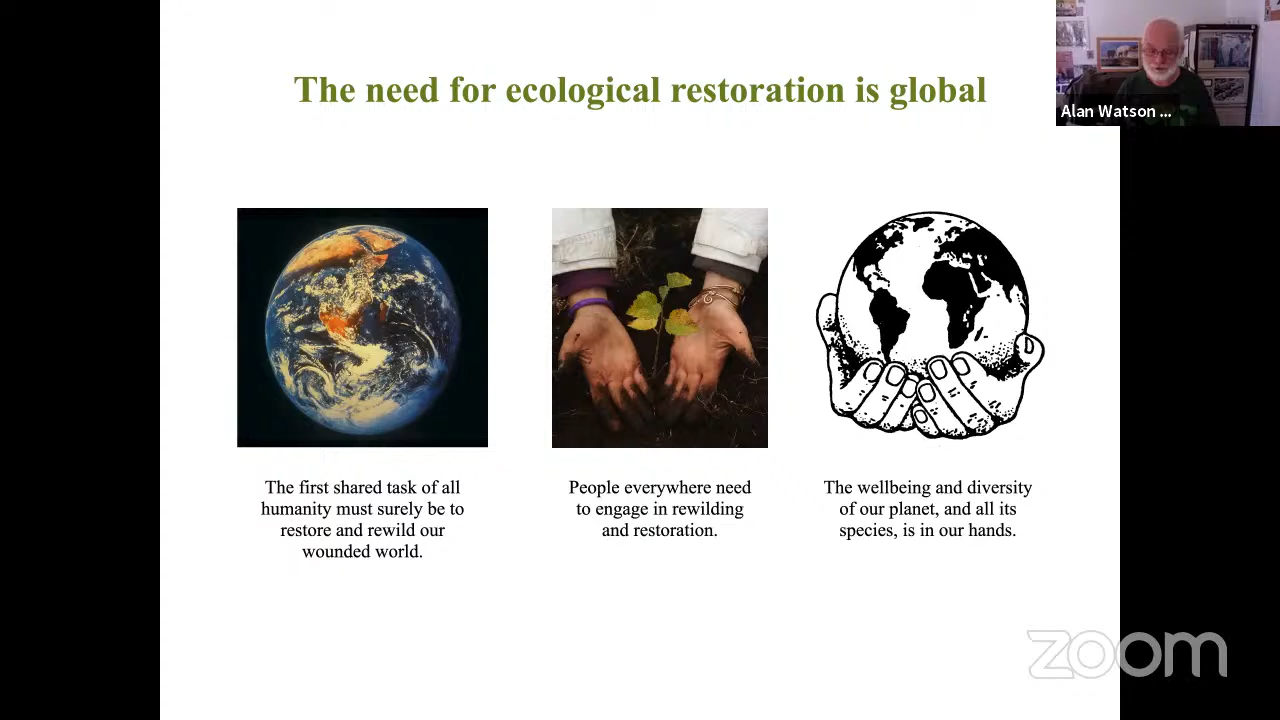 The need for ecological restoration is global
Alan Watson ...
The first shared task of all
humanity must surely be to
restore and rewild our
wounded world.
People everywhere need
to engage in rewilding
and restoration.
The wellbeing and diversity
of our planet, and all its
species, is in our hands.
zoom